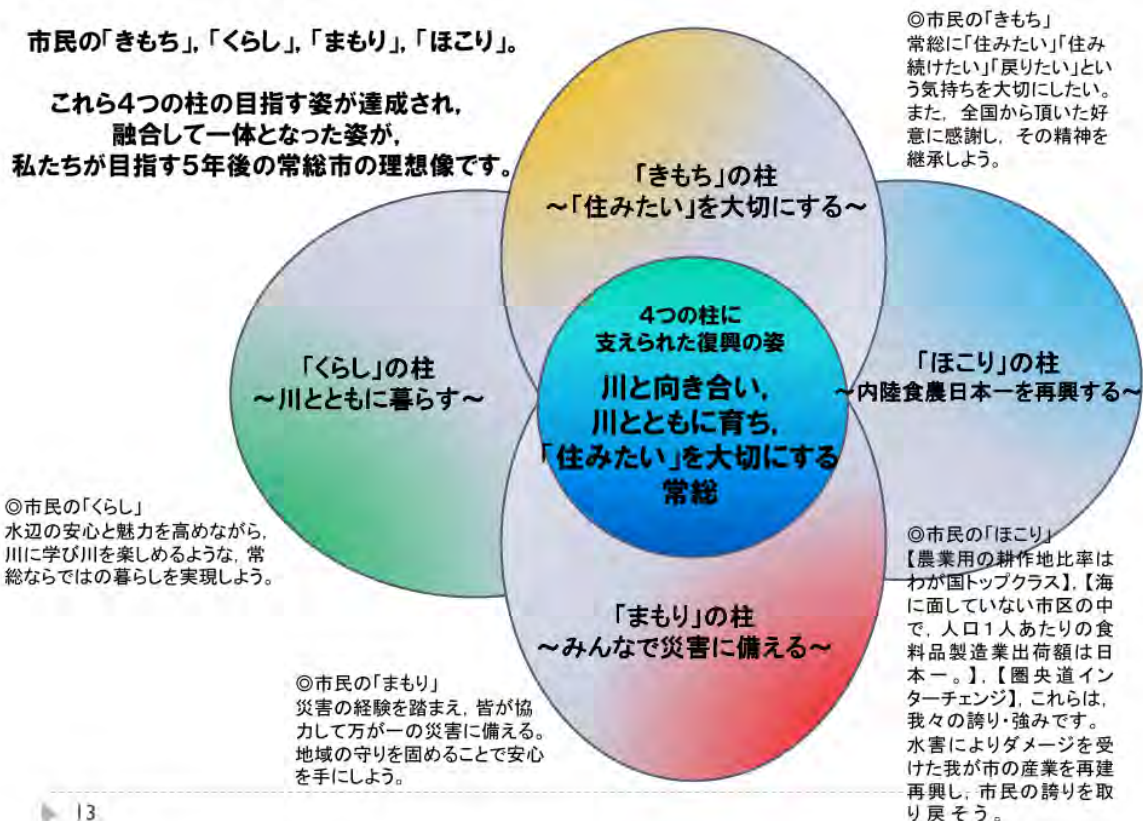 市民の「きもち」,「くらし」,「まもり」,「ほこり」。
これら4つの柱の目指す姿が達成され,
融合して一体となった姿が,
私たちが目指す5年後の常総市の理想像です。
◎市民の「きもち」
常総に「住みたい」「住み
続けたい」「戻りたい」とい
う気持ちを大切にしたい。
また,全国から頂いた好
意に感謝し,その精神を
継承しよう。
「きもち」の柱
~「住みたい」を大切にする~
4つの柱に
支えられた復興の姿
川と向き合い,
川とともに育ち,
「住みたい」を大切にする
常総
「くらし」の柱
~川とともに暮らす~
「ほこり」の柱
~内陸食農日本一を再興する~
◎市民の「くらし」
水辺の安心と魅力を高めながら,
川に学び川を楽しめるような,常
総ならではの暮らしを実現しよう。
「まもり」の柱
~みんなで災害に備える~
◎市民の「まもり」
災害の経験を踏まえ,皆が協
力して万が一の災害に備える。
地域の守りを固めることで安心
を手にしよう。
◎市民の「ほこり」
【農業用の耕作地比率は
わが国トップクラス】,【海
に面していない市区の中
で,人口1人あたりの食
料品製造業出荷額は日
本一。】,【圏央道イン
ターチェンジ】,これらは,
我々の誇り・強みです。
水害によりダメージを受
けた我が市の産業を再建
再興し,市民の誇りを取
り戻そう。
13